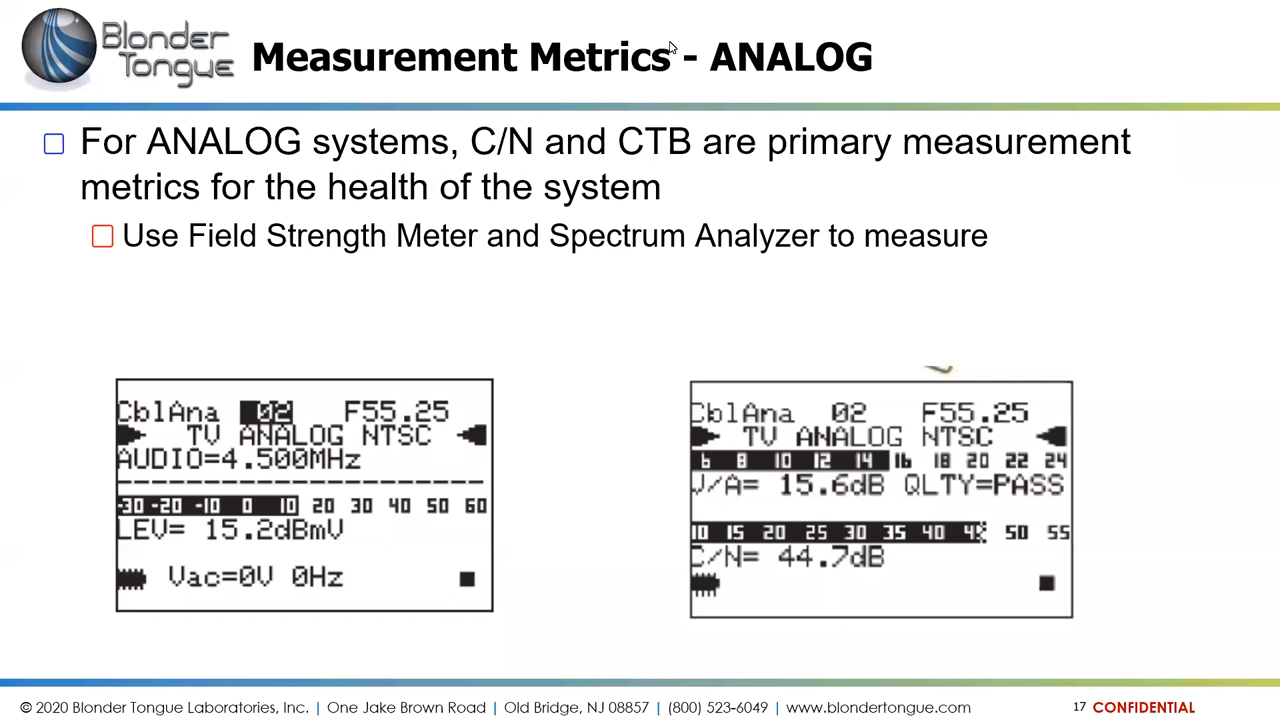 Blonder
Tongue
Measurement Metrics - ANALOG
For ANALOG systems, C/N and CTB are primary measurement
metrics for the health of the system
Use Field Strength Meter and Spectrum Analyzer to measure
CblAna 02 F55.25
TV ANALOG NTSC
AUDIO=4.500MHz
-30 -20 -10 0 10 20 30 40 50 60
LEV= 15.2dBmV
Vac=0V 0Hz
CblAna 02 F55.25
TV ANALOG NTSC
6 8 10 12 14 16 18 20 22 24
V/A= 15.6dB QLTY=PASS
10 15 20 25 30 35 40 45 50 55
C/N= 44.7dB
© 2020 Blonder Tongue Laboratories, Inc. | One Jake Brown Road | Old Bridge, NJ 08857 | (800) 523-6049 | www.blondertongue.com 17 CONFIDENTIAL